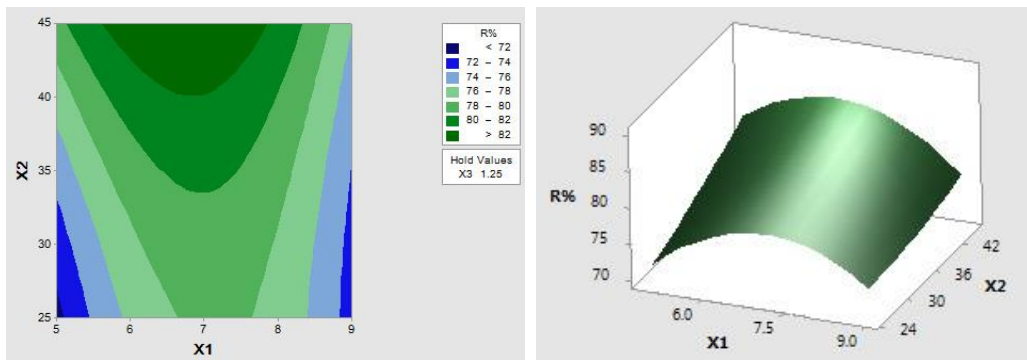 45
40
35
30
25
X2
5
6
7
8
9
X1
R%
< 72
72 – 74
74 – 76
76 – 78
78 – 80
80 – 82
> 82
Hold Values
X3 1.25
90
85
80
75
70
R%
6.0
7.5
9.0
X1
24
30
36
42
X2